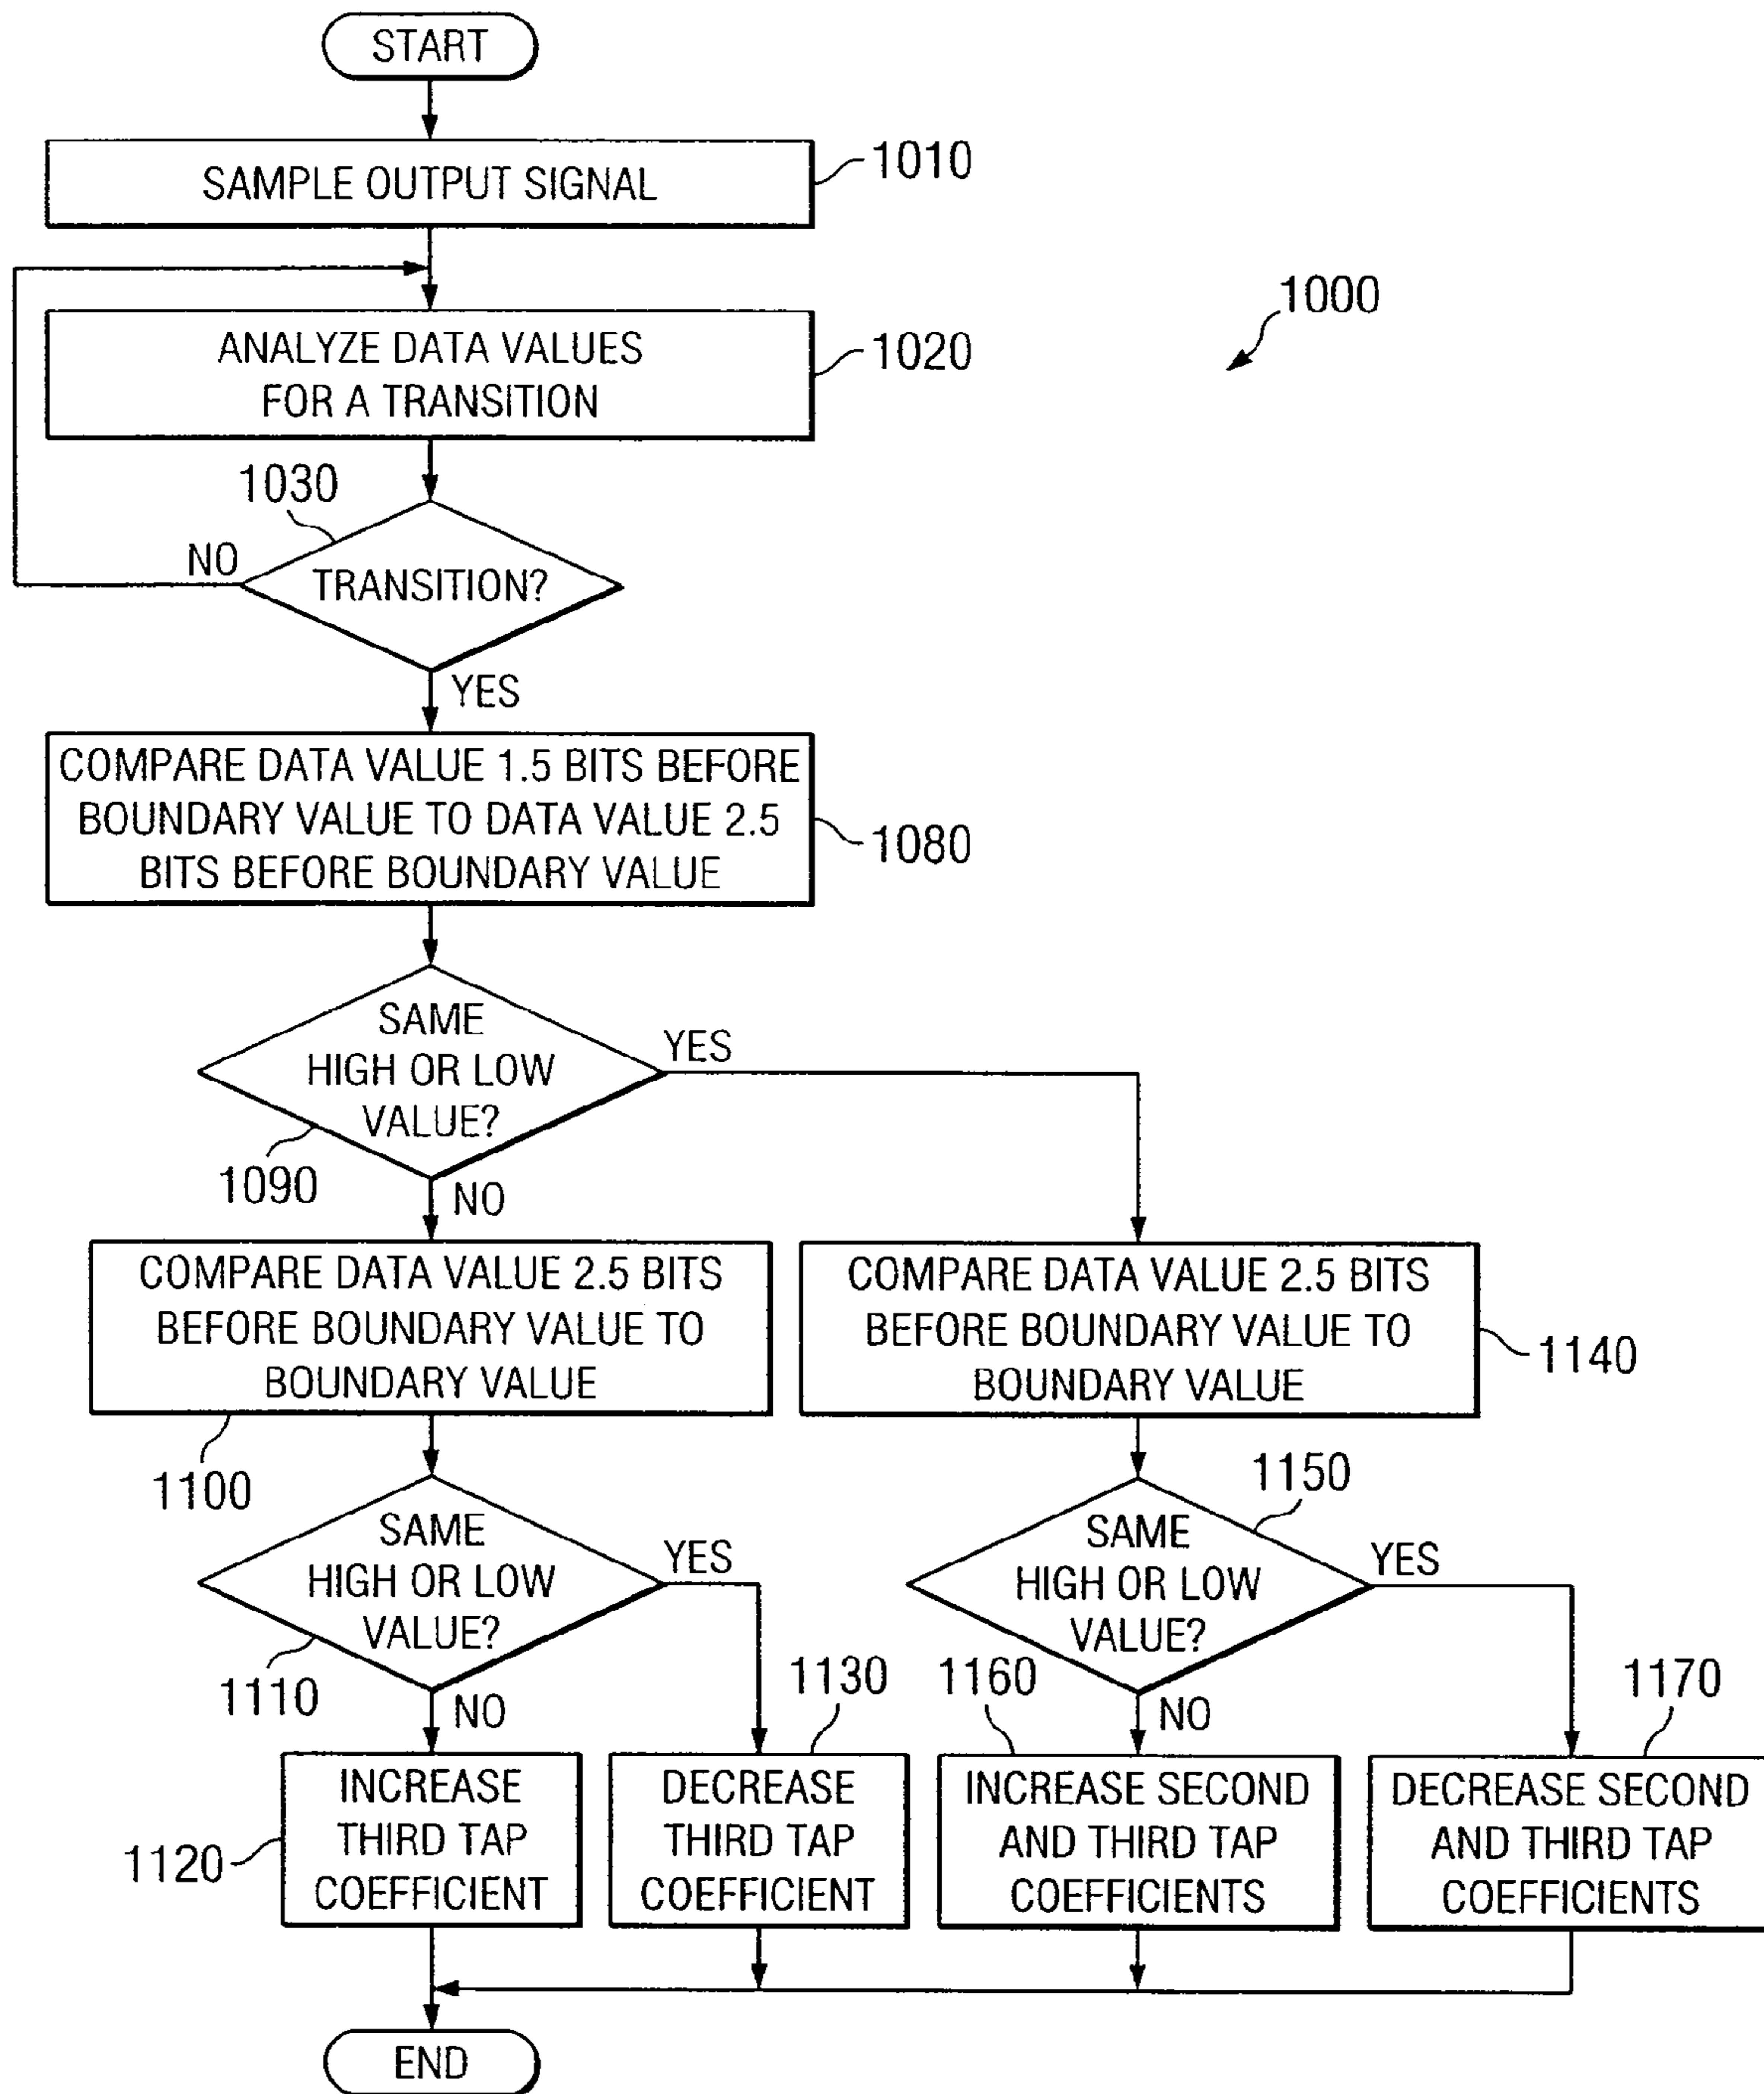 START
SAMPLE OUTPUT SIGNAL
1010
ANALYZE DATA VALUES
FOR A TRANSITION
1020
1000
1030
TRANSITION?
NO
YES
COMPARE DATA VALUE 1.5 BITS BEFORE
BOUNDARY VALUE TO DATA VALUE 2.5
BITS BEFORE BOUNDARY VALUE
1080
SAME
HIGH OR LOW
VALUE?
YES
1090
NO
COMPARE DATA VALUE 2.5 BITS
BEFORE BOUNDARY VALUE TO
BOUNDARY VALUE
1100
COMPARE DATA VALUE 2.5 BITS
BEFORE BOUNDARY VALUE TO
BOUNDARY VALUE
1140
SAME
HIGH OR LOW
VALUE?
YES
1110
NO
1150
SAME
HIGH OR LOW
VALUE?
YES
NO
1120
INCREASE
THIRD TAP
COEFFICIENT
1130
DECREASE
THIRD TAP
COEFFICIENT
1160
INCREASE SECOND
AND THIRD TAP
COEFFICIENTS
1170
DECREASE SECOND
AND THIRD TAP
COEFFICIENTS
END